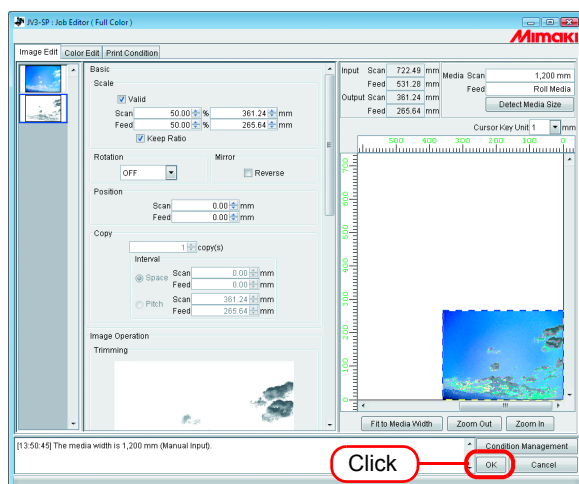 JV3-SP : Job Editor ( Full Color )
Mimaki
Image Edit Color Edit Print Condition
Basic
Scale
Valid
Scan 50.00 % 361.24 mm
Feed 50.00 % 265.64 mm
Keep Ratio
Rotation Mirror
OFF Reverse
Position
Scan 0.00 mm
Feed 0.00 mm
Copy
1 copy(s)
Interval
Space Scan 0.00 mm
Feed 0.00 mm
Pitch Scan 361.24 mm
Feed 265.64 mm
Image Operation
Trimming
Input Scan 722.49 mm Media Scan 1,200 mm
Feed 531.28 mm Feed Roll Media
Output Scan 361.24 mm Detect Media Size
Feed 265.64 mm
Cursor Key Unit 1 mm
500 400 300 200 100 0
700
600
500
400
300
200
100
0
Fit to Media Width Zoom Out Zoom In
[13:50:45] The media width is 1,200 mm (Manual Input).
Condition Management
Click
OK Cancel